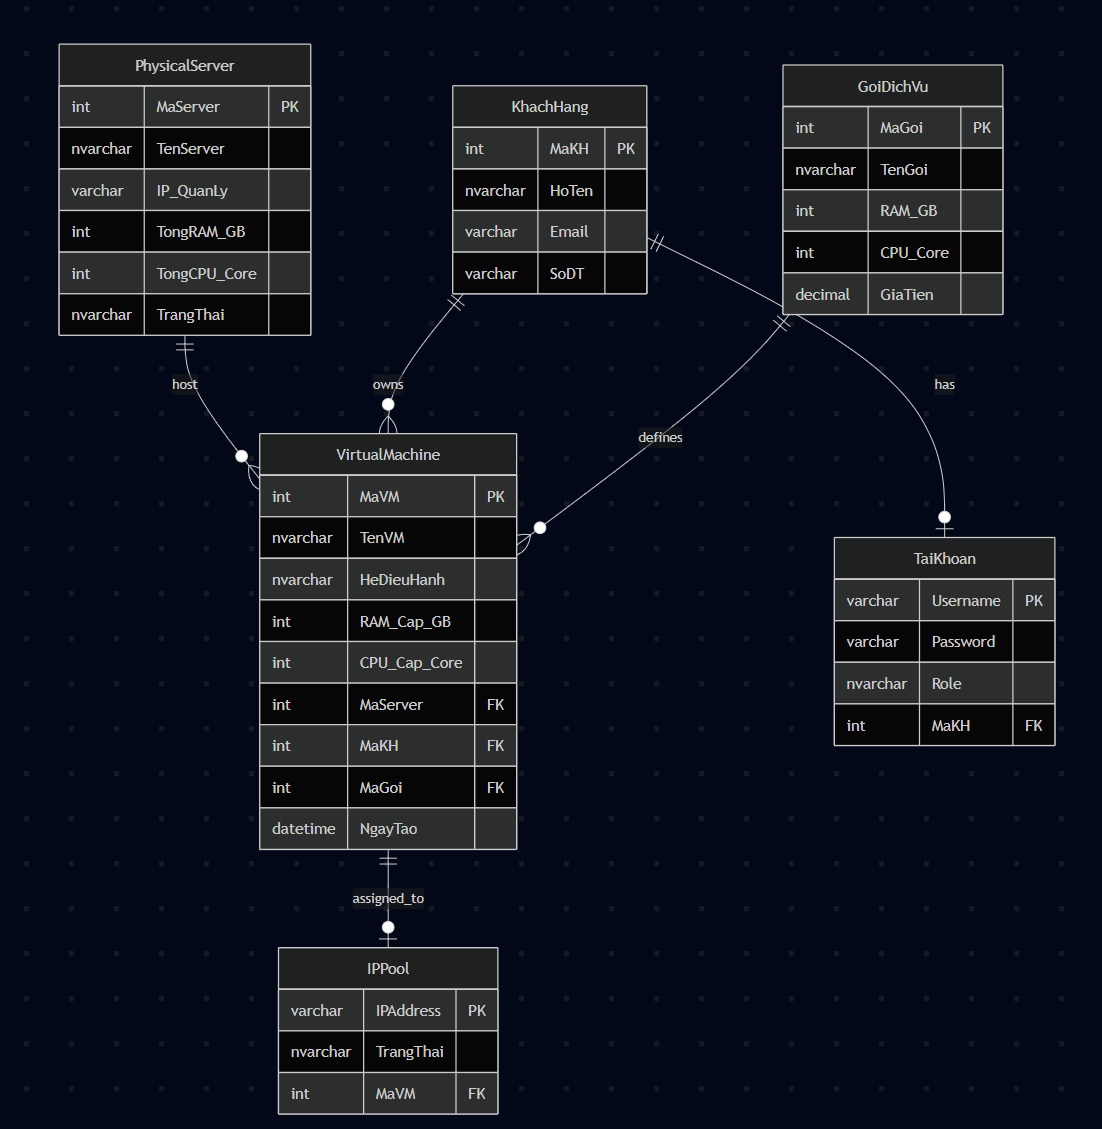 PhysicalServer
int MaServer PK
nvarchar TenServer
varchar IP_QuanLy
int TongRAM_GB
int TongCPU_Core
nvarchar TrangThai
KhachHang
int MaKH PK
nvarchar HoTen
varchar Email
varchar SoDT
GoiDichVu
int MaGoi PK
nvarchar TenGoi
int RAM_GB
int CPU_Core
decimal GiaTien
host
owns
has
defines
VirtualMachine
int MaVM PK
nvarchar TenVM
nvarchar HeDieuHanh
int RAM_Cap_GB
int CPU_Cap_Core
int MaServer FK
int MaKH FK
int MaGoi FK
datetime NgayTao
TaiKhoan
varchar Username PK
varchar Password
nvarchar Role
int MaKH FK
assigned_to
IPPool
varchar IPAddress PK
nvarchar TrangThai
int MaVM FK